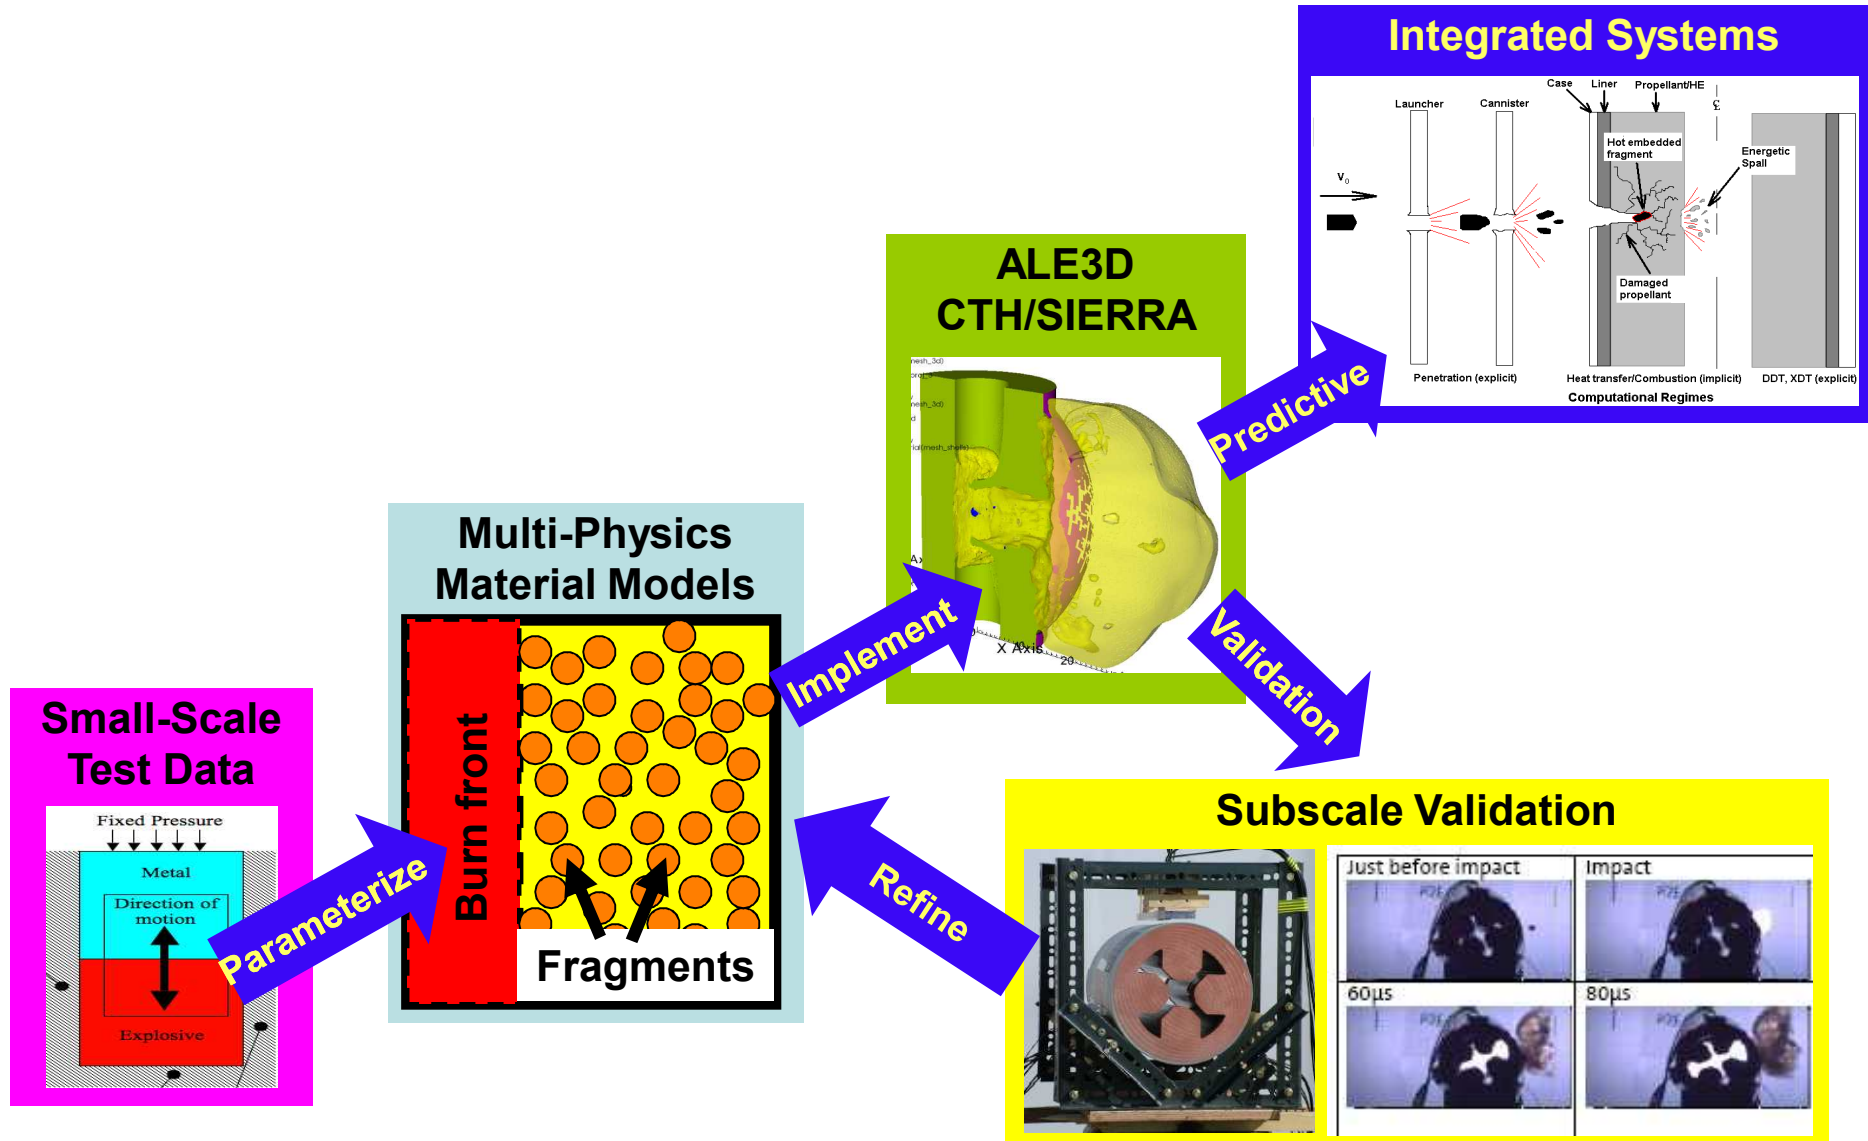 Integrated Systems
Case Liner Propellant/HE
Launcher Cannister
Hot embedded
fragment
Energetic
Spall
V0
Damaged
propellant
Penetration (explicit) Heat transfer/Combustion (implicit) DDT, XDT (explicit)
Computational Regimes
ALE3D
CTH/SIERRA
mesh_3d)
mesh_3d)
X Axis
20
Predictive
Validation
Implement
Multi-Physics
Material Models
Burn front
Fragments
Small-Scale
Test Data
Fixed Pressure
Metal
Direction of
motion
Explosive
Parameterize
Refine
Subscale Validation
Just before impact Impact
60µs 80µs